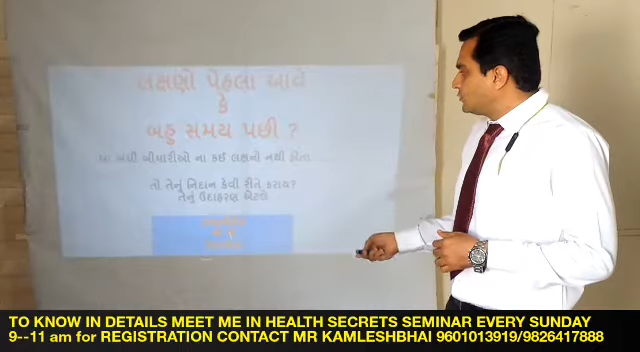 લક્ષણો પેહલા આવે
કે
બહુ સમય પછી ?
આ બધી બીમારીઓ ના કઈ લક્ષણો નથી હોતા
તો તેનું નિદાન કેવી રીતે કરાય?
તેનું ઉદાહરણ એટલે
TO KNOW IN DETAILS MEET ME IN HEALTH SECRETS SEMINAR EVERY SUNDAY
9--11 am for REGISTRATION CONTACT MR KAMLESHBHAI 9601013919/9826417888